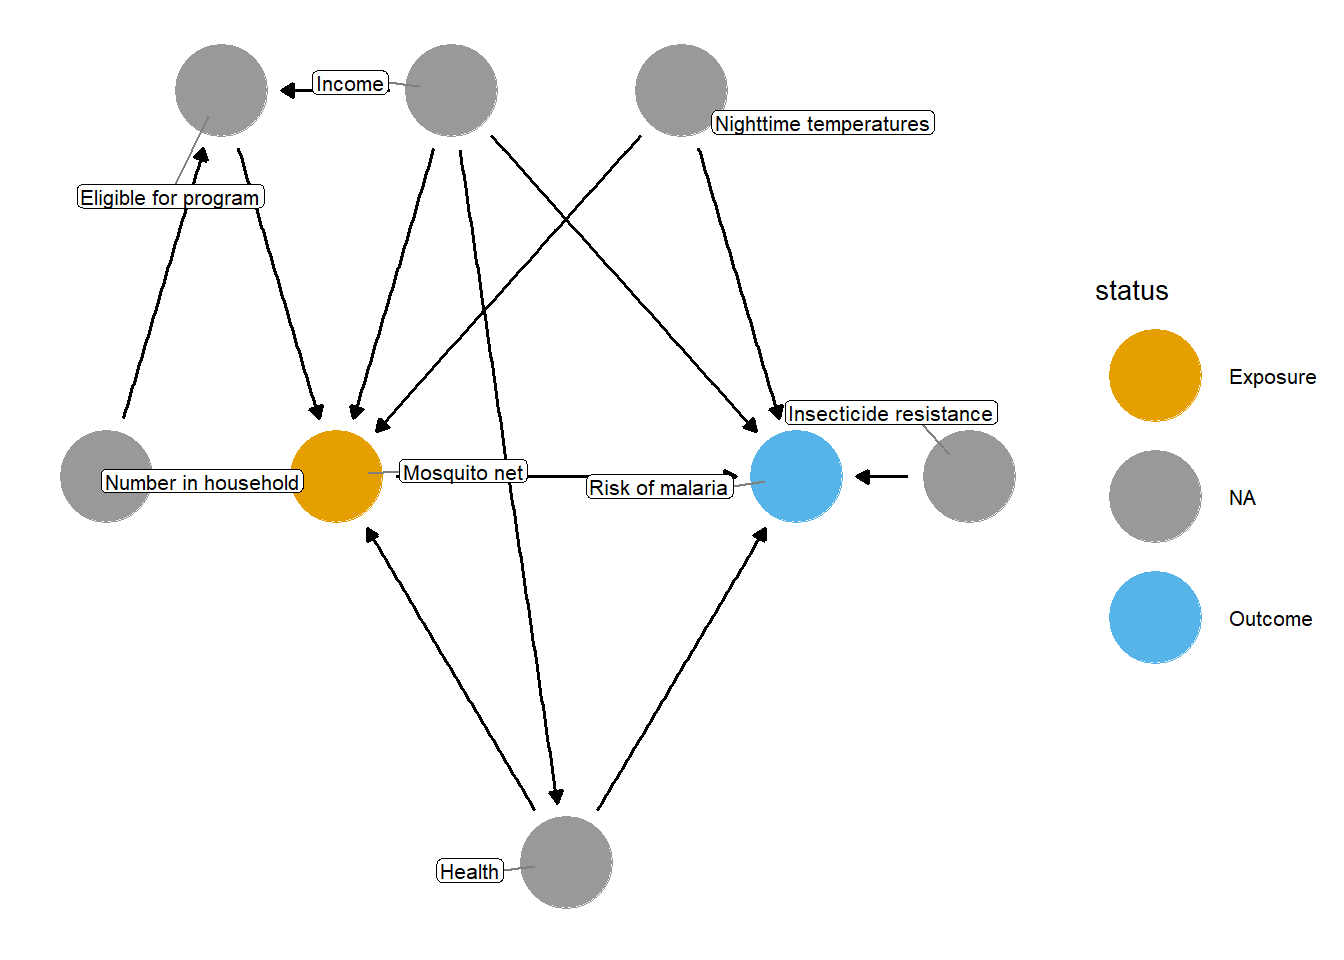 Income
Nighttime temperatures
Eligible for program
status
Exposure
Insecticide resistance
Number in household
Mosquito net
Risk of malaria
NA
Outcome
Health